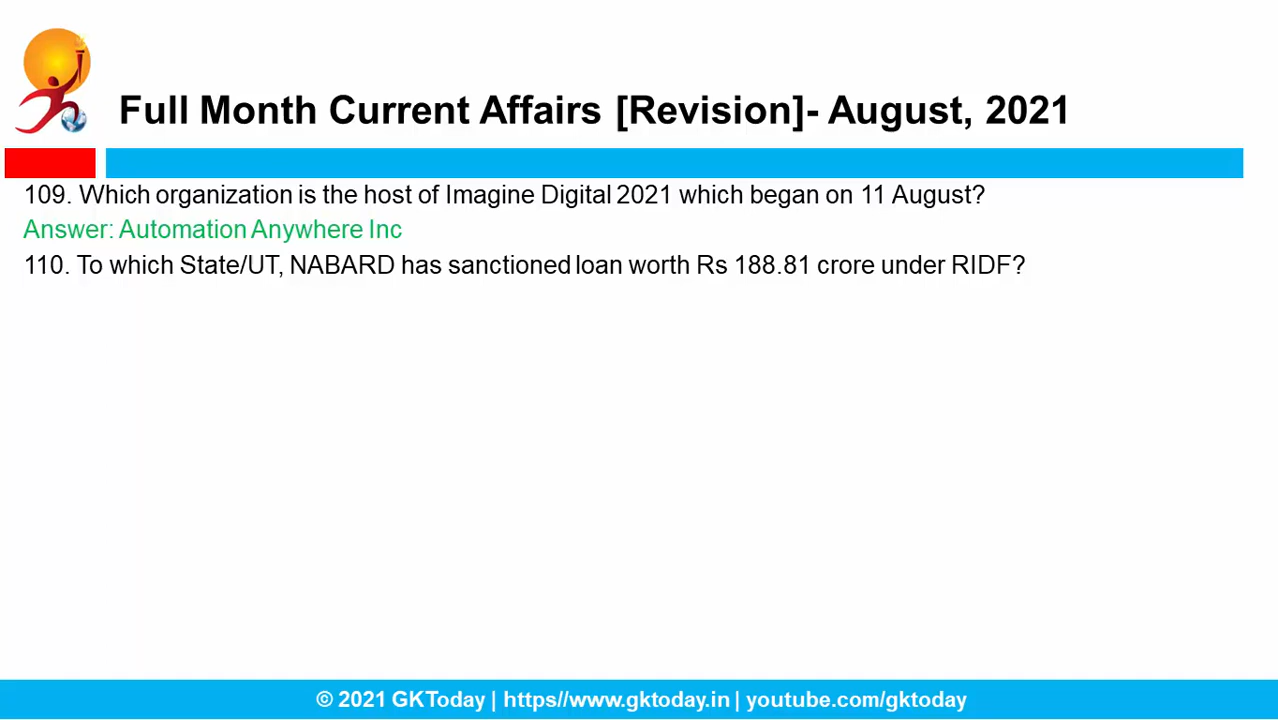 Full Month Current Affairs [Revision]- August, 2021
109. Which organization is the host of Imagine Digital 2021 which began on 11 August?
Answer: Automation Anywhere Inc
110. To which State/UT, NABARD has sanctioned loan worth Rs 188.81 crore under RIDF?
© 2021 GKToday | https//www.gktoday.in | youtube.com/gktoday